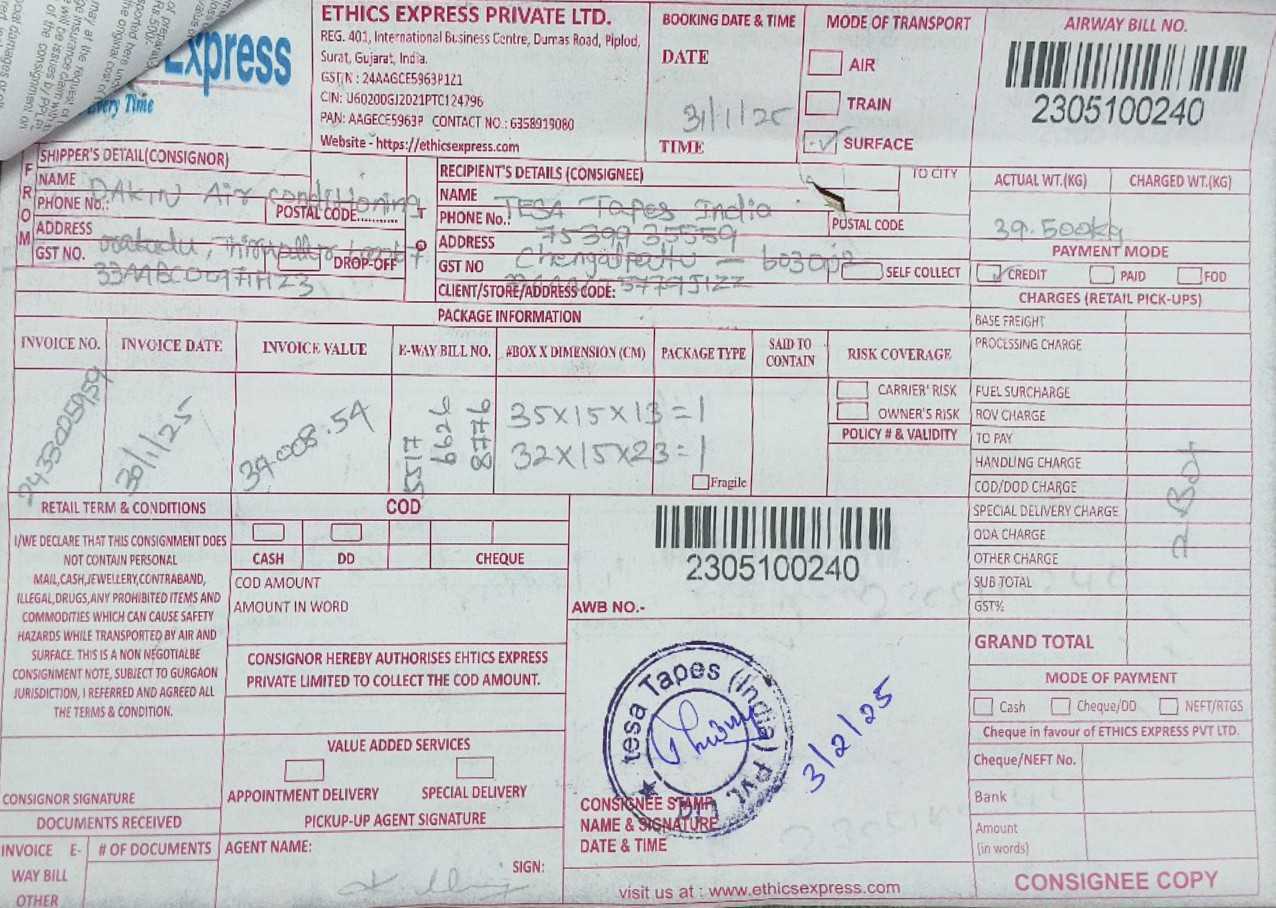 Express
Every Time
ETHICS EXPRESS PRIVATE LTD.
REG. 401, International Business Centre, Dumas Road, Piplod,
Surat, Gujarat, India.
GSTIN : 24AAGCE5963P1Z1
CIN: U60200GJ2021PTC124796
PAN: AAGECE5963P CONTACT NO.: 6358919080
Website - https://ethicsexpress.com
BOOKING DATE & TIME
DATE
31/1/25
TIME
MODE OF TRANSPORT
AIR
TRAIN
SURFACE
AIRWAY BILL NO.
2305100240
FROM
SHIPPER'S DETAIL(CONSIGNOR)
NAME DAKIN Air conditioning
PHONE No.:
POSTAL CODE...........
ADDRESS
GST NO.
DROP-OFF
TO
RECIPIENT'S DETAILS (CONSIGNEE)
TO CITY
NAME
PHONE No.: TESA Tapes India
POSTAL CODE
75399 35559
ADDRESS
GST NO Chengalpattu
SELF COLLECT
CLIENT/STORE/ADDRESS CODE:
ACTUAL WT.(KG) CHARGED WT.(KG)
39.500kg
PAYMENT MODE
CREDIT PAID FOD
CHARGES (RETAIL PICK-UPS)
BASE FREIGHT
PROCESSING CHARGE
FUEL SURCHARGE
ROV CHARGE
TO PAY
HANDLING CHARGE
COD/DOD CHARGE
SPECIAL DELIVERY CHARGE
ODA CHARGE
OTHER CHARGE
SUB TOTAL
GST%
GRAND TOTAL
2 Box
PACKAGE INFORMATION
INVOICE NO. INVOICE DATE INVOICE VALUE E-WAY BILL NO. #BOX X DIMENSION (CM) PACKAGE TYPE SAID TO CONTAIN RISK COVERAGE
30/1/25
39.008.54
5517
6626
8776
35X15X13=1
32X15X23=1
Fragile
CARRIER' RISK
OWNER'S RISK
POLICY # & VALIDITY
RETAIL TERM & CONDITIONS
I/WE DECLARE THAT THIS CONSIGNMENT DOES
NOT CONTAIN PERSONAL
MAIL,CASH,JEWELLERY,CONTRABAND,
ILLEGAL,DRUGS,ANY PROHIBITED ITEMS AND
COMMODITIES WHICH CAN CAUSE SAFETY
HAZARDS WHILE TRANSPORTED BY AIR AND
SURFACE. THIS IS A NON NEGOTIALBE
CONSIGNMENT NOTE, SUBJECT TO GURGAON
JURISDICTION, I REFERRED AND AGREED ALL
THE TERMS & CONDITION.
CONSIGNOR SIGNATURE
DOCUMENTS RECEIVED
INVOICE E-
WAY BILL
OTHER
# OF DOCUMENTS
COD
CASH DD CHEQUE
COD AMOUNT
AMOUNT IN WORD
CONSIGNOR HEREBY AUTHORISES EHTICS EXPRESS
PRIVATE LIMITED TO COLLECT THE COD AMOUNT.
VALUE ADDED SERVICES
APPOINTMENT DELIVERY SPECIAL DELIVERY
PICKUP-UP AGENT SIGNATURE
AGENT NAME:
SIGN:
2305100240
AWB NO.-
tesa Tapes (India) Pvt. Ltd
3/2/25
CONSIGNEE STAMP
NAME & SIGNATURE
DATE & TIME
visit us at : www.ethicsexpress.com
MODE OF PAYMENT
Cash Cheque/DD NEFT/RTGS
Cheque in favour of ETHICS EXPRESS PVT LTD.
Cheque/NEFT No.
Bank
Amount
(in words)
CONSIGNEE COPY